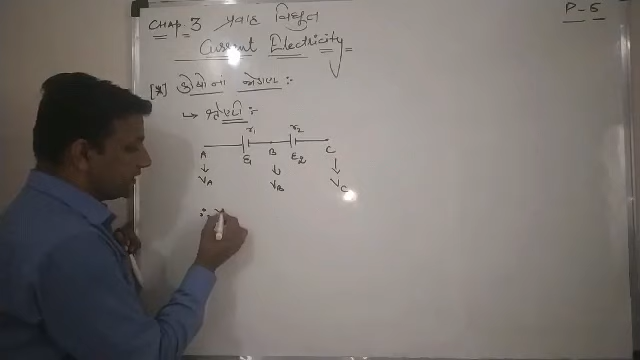 P-5
CHAP.3 પ્રવાહ વિદ્યુત
Current Electricity
[*] કોષોનાં જોડાણ :-
↳ શ્રેણી :-
r1 r2
A E1 B E2 C
↓ ↓ ↓
VA VB VC
∴ V